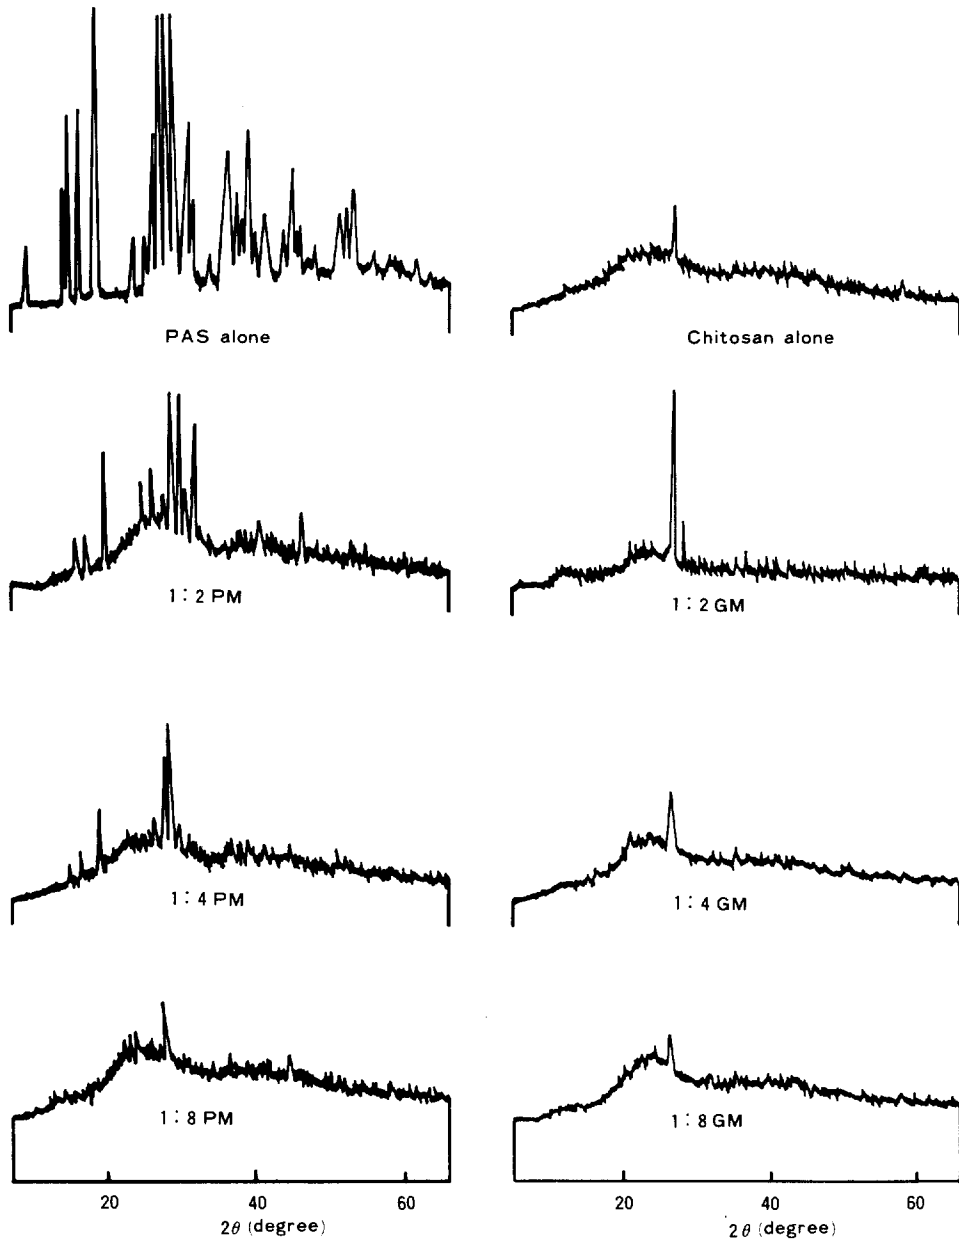 PAS alone
Chitosan alone
1:2 PM
1:2 GM
1:4 PM
1:4 GM
1:8 PM
1:8 GM
20 40 60
20 40 60
2θ (degree)
2θ (degree)